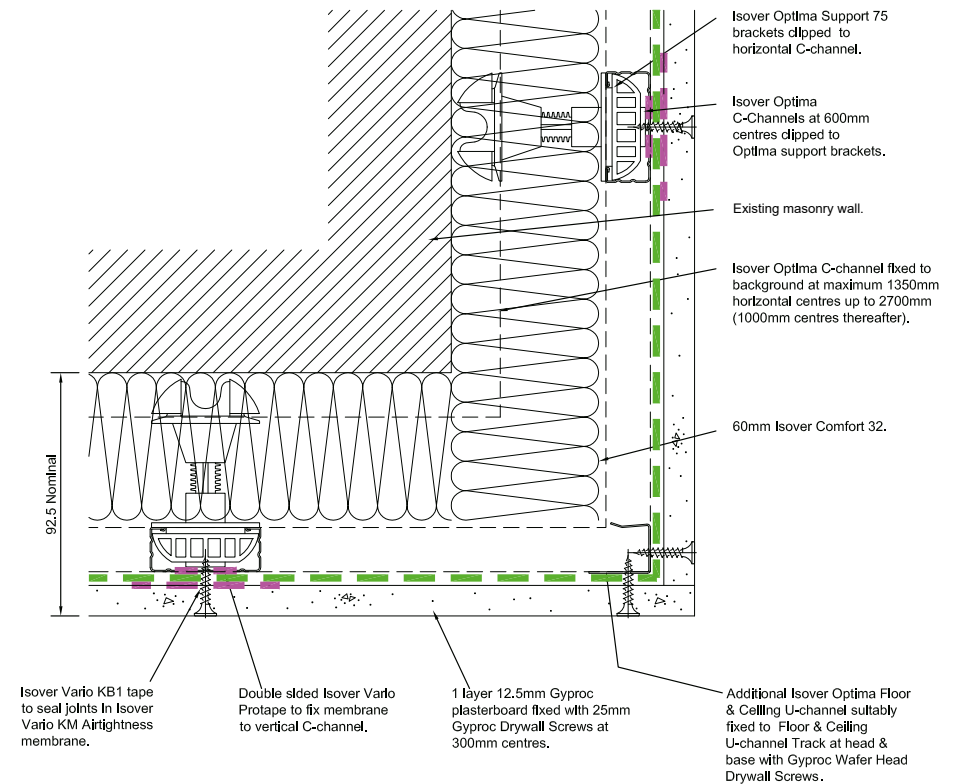 Isover Optima Support 75
brackets clipped to
horizontal C-channel.
Isover Optima
C-Channels at 600mm
centres clipped to
Optima support brackets.
Existing masonry wall.
Isover Optima C-channel fixed to
background at maximum 1350mm
horizontal centres up to 2700mm
(1000mm centres thereafter).
60mm Isover Comfort 32.
92.5 Nominal
Isover Vario KB1 tape
to seal joints in Isover
Vario KM Airtightness
membrane.
Double sided Isover Vario
Protape to fix membrane
to vertical C-channel.
1 layer 12.5mm Gyproc
plasterboard fixed with 25mm
Gyproc Drywall Screws at
300mm centres.
Additional Isover Optima Floor
& Ceiling U-channel suitably
fixed to Floor & Ceiling
U-channel Track at head &
base with Gyproc Wafer Head
Drywall Screws.